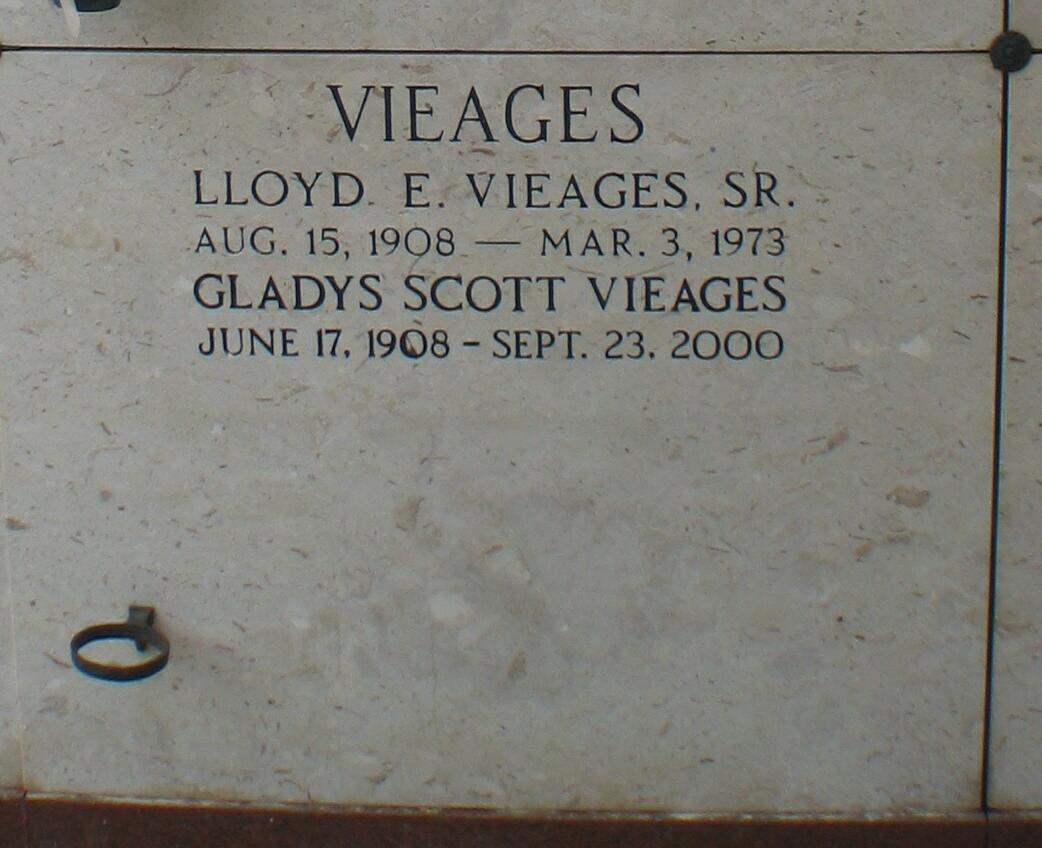 VIEAGES
LLOYD E. VIEAGES, SR.
AUG. 15, 1908 — MAR. 3, 1973
GLADYS SCOTT VIEAGES
JUNE 17, 1908 - SEPT. 23, 2000